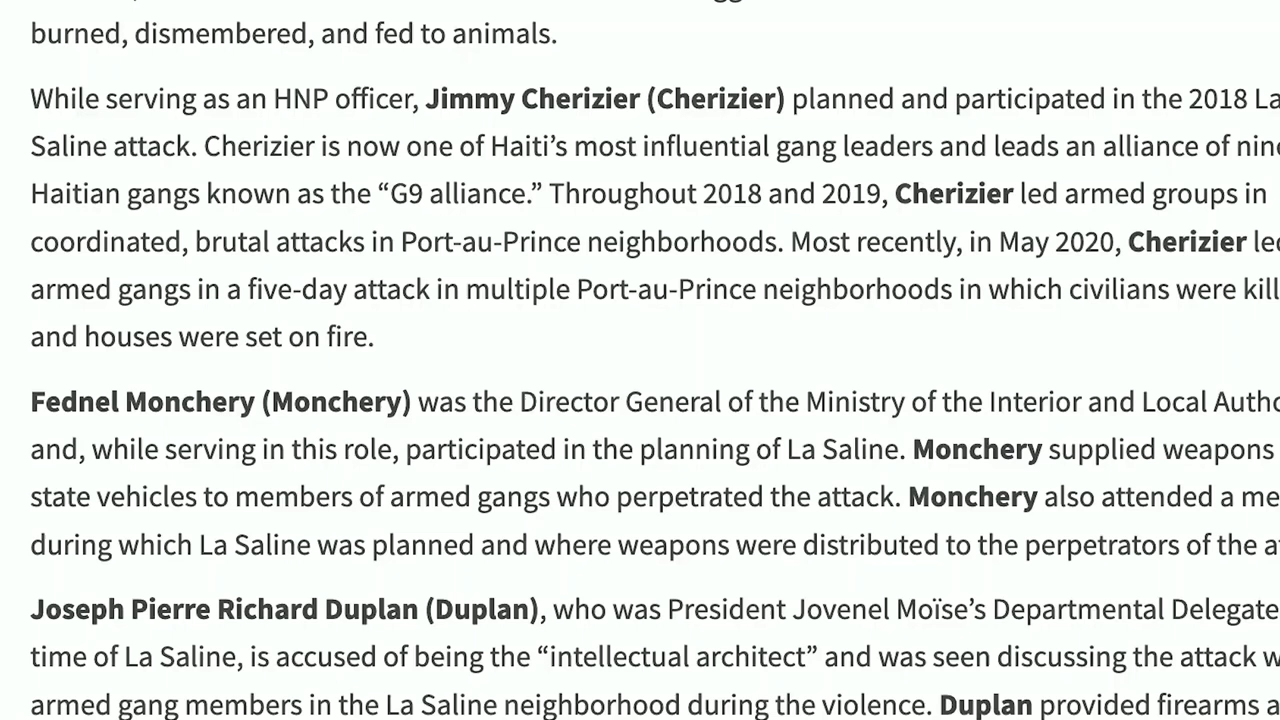 burned, dismembered, and fed to animals.
While serving as an HNP officer, Jimmy Cherizier (Cherizier) planned and participated in the 2018 La
Saline attack. Cherizier is now one of Haiti’s most influential gang leaders and leads an alliance of nine
Haitian gangs known as the “G9 alliance.” Throughout 2018 and 2019, Cherizier led armed groups in
coordinated, brutal attacks in Port-au-Prince neighborhoods. Most recently, in May 2020, Cherizier
armed gangs in a five-day attack in multiple Port-au-Prince neighborhoods in which civilians were
and houses were set on fire.
Fednel Monchery (Monchery) was the Director General of the Ministry of the Interior and Local
and, while serving in this role, participated in the planning of La Saline. Monchery supplied weapons
state vehicles to members of armed gangs who perpetrated the attack. Monchery also attended a
during which La Saline was planned and where weapons were distributed to the perpetrators of the
Joseph Pierre Richard Duplan (Duplan), who was President Jovenel Moïse’s Departmental Delegate
time of La Saline, is accused of being the “intellectual architect” and was seen discussing the attack
armed gang members in the La Saline neighborhood during the violence. Duplan provided firearms